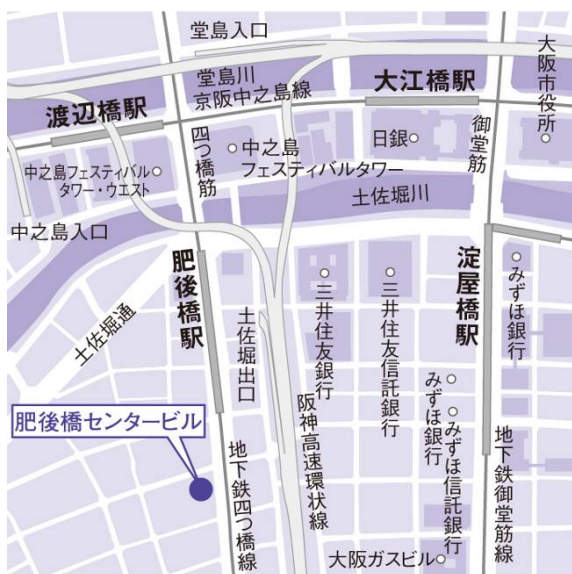 堂島入口
堂島川
京阪中之島線
大江橋駅
大阪市役所
渡辺橋駅
四つ橋筋
日銀
御堂筋
中之島
フェスティバルタワー
中之島フェスティバル
タワー・ウエスト
土佐堀川
中之島入口
肥後橋駅
淀屋橋駅
土佐堀通
土佐堀出口
三井住友銀行
三井住友信託銀行
みずほ銀行
みずほ銀行
みずほ信託銀行
阪神高速環状線
肥後橋センタービル
地下鉄四つ橋線
地下鉄御堂筋線
大阪ガスビル